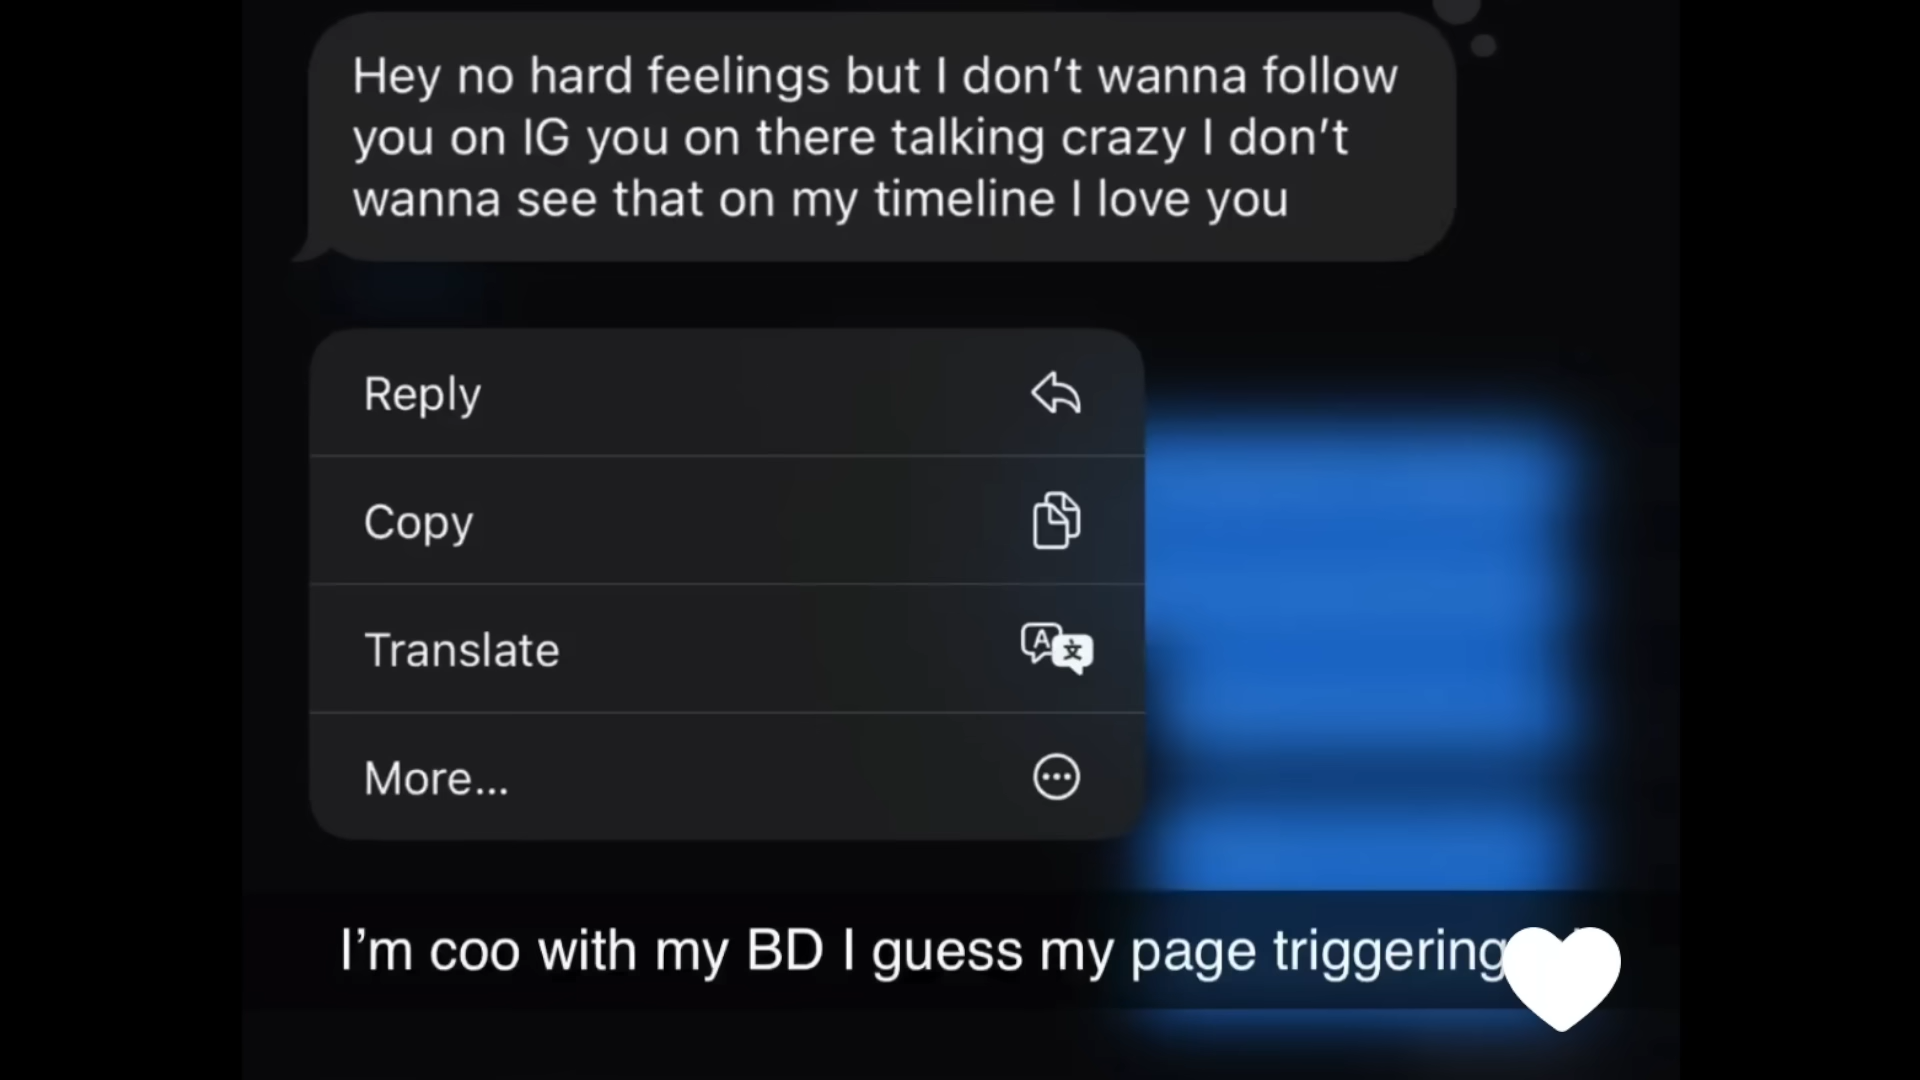 Hey no hard feelings but I don't wanna follow
you on IG you on there talking crazy I don't
wanna see that on my timeline I love you
Reply
Copy
Translate
More...
I'm coo with my BD I guess my page triggering